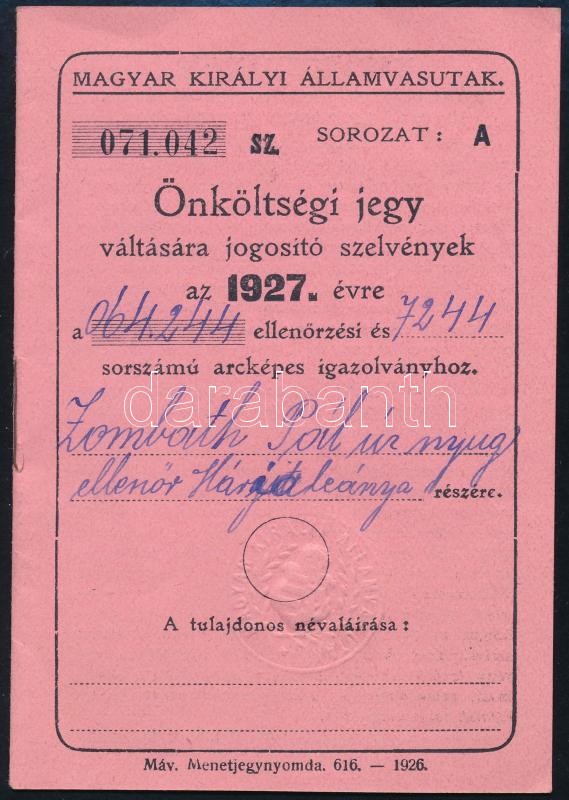 MAGYAR KIRÁLYI ÁLLAMVASUTAK.
071.042 SZ. SOROZAT: A
Önköltségi jegy
váltására jogosító szelvények
az 1927. évre
a 064.244 ellenőrzési és 7244
sorszámú arcképes igazolványhoz.
darabanth
Zombath Pál úr nyug
ellenőr leánya részére.
A tulajdonos névaláírása:
Máv. Menetjegynyomda. 616. — 1926.